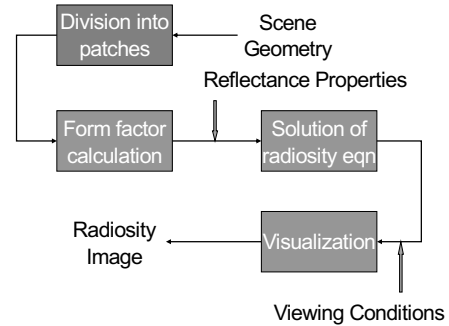 Division into
patches
Scene
Geometry
Reflectance Properties
Form factor
calculation
Solution of
radiosity eqn
Radiosity
Image
Visualization
Viewing Conditions